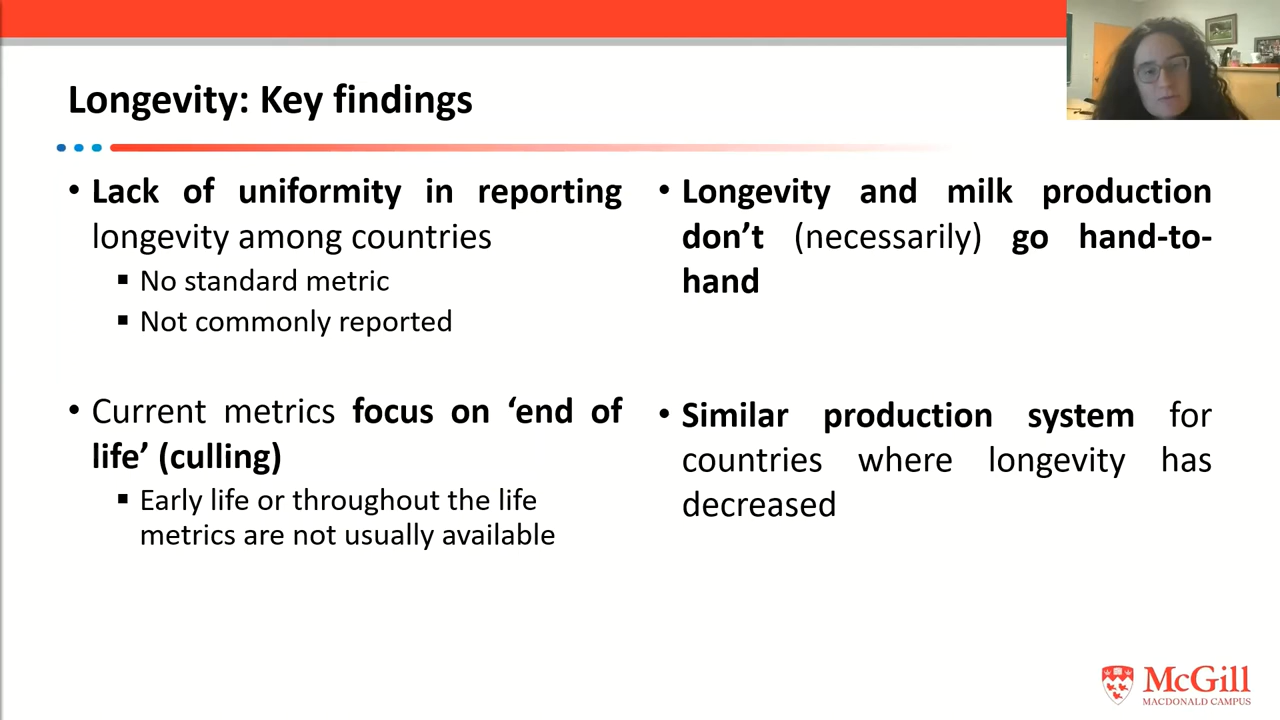 Longevity: Key findings
• Lack of uniformity in reporting
longevity among countries
▪ No standard metric
▪ Not commonly reported
• Current metrics focus on ‘end of
life’ (culling)
▪ Early life or throughout the life
metrics are not usually available
• Longevity and milk production
don’t (necessarily) go hand-to-
hand
• Similar production system for
countries where longevity has
decreased
McGill
MACDONALD CAMPUS